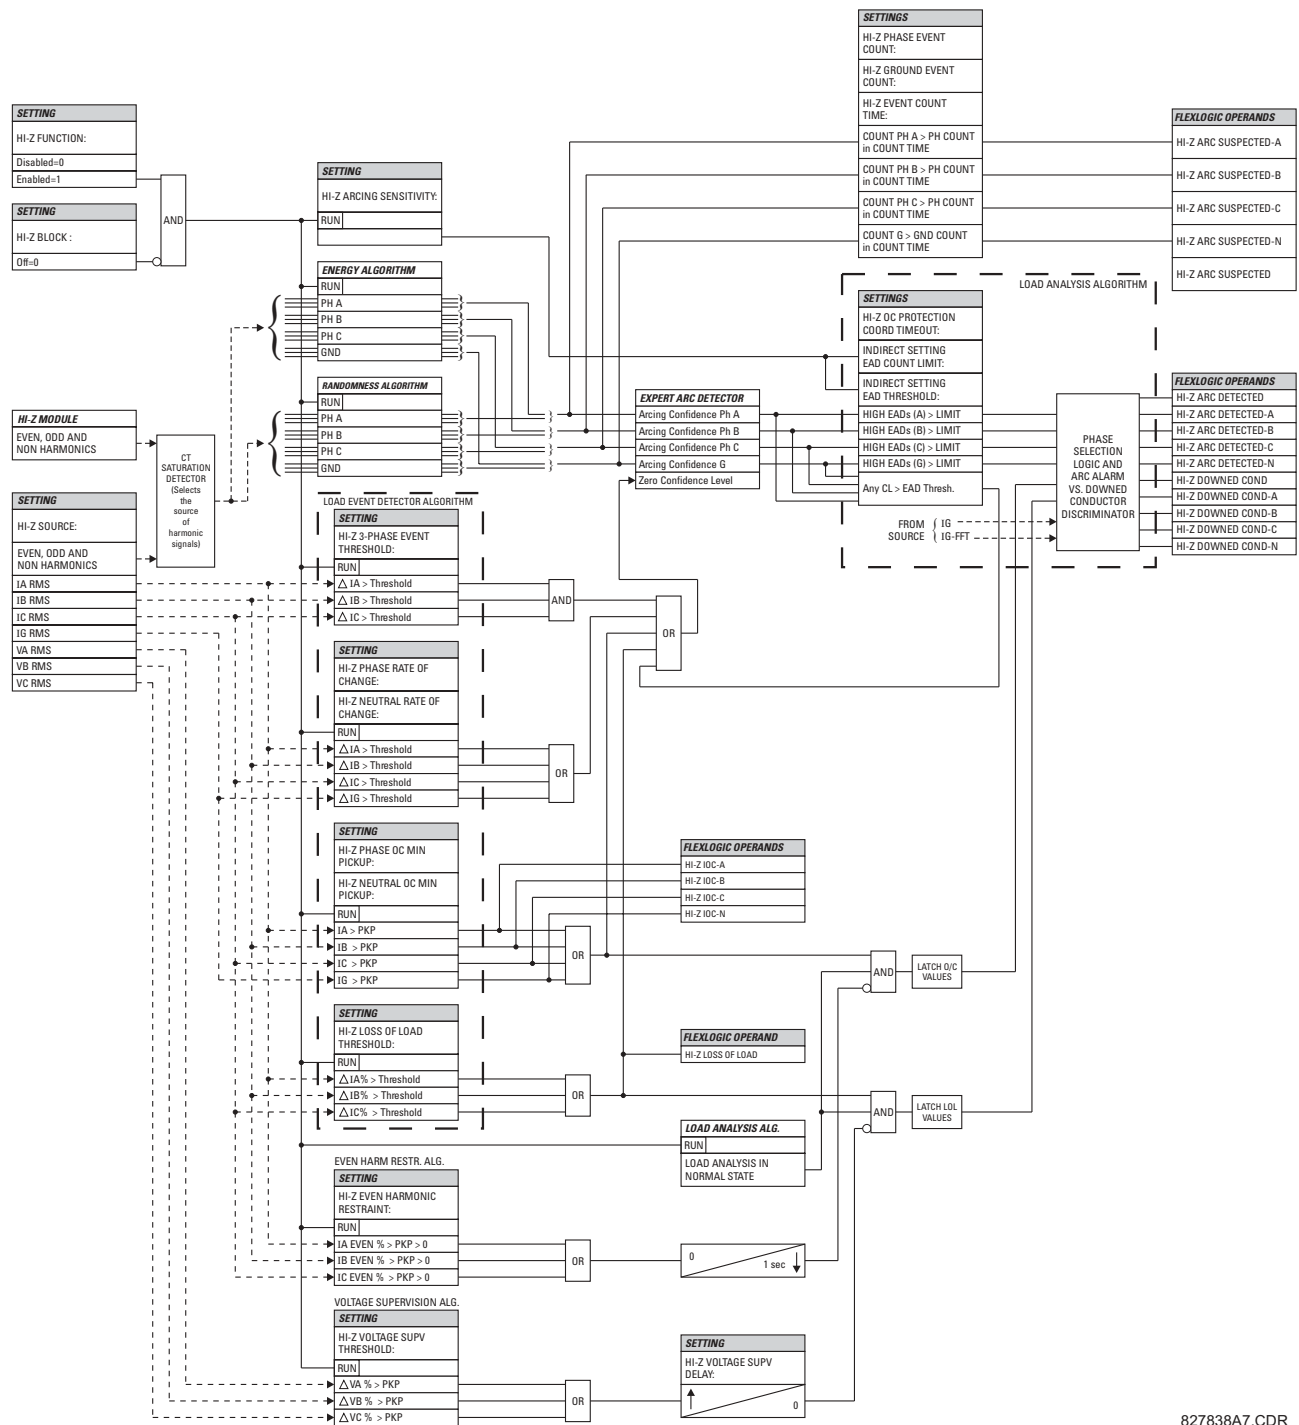 SETTING
HI-Z FUNCTION:
Disabled=0
Enabled=1
SETTING
HI-Z BLOCK :
Off=0
AND
HI-Z MODULE
EVEN, ODD AND
NON HARMONICS
SETTING
HI-Z SOURCE:
EVEN, ODD AND
NON HARMONICS
IA RMS
IB RMS
IC RMS
IG RMS
VA RMS
VB RMS
VC RMS
CT
SATURATION
DETECTOR
(Selects
the
source
of
harmonic
signals)
SETTING
HI-Z ARCING SENSITIVITY:
RUN
ENERGY ALGORITHM
RUN
PH A
PH B
PH C
GND
RANDOMNESS ALGORITHM
RUN
PH A
PH B
PH C
GND
LOAD EVENT DETECTOR ALGORITHM
SETTING
HI-Z 3-PHASE EVENT
THRESHOLD:
RUN
△ IA > Threshold
△ IB > Threshold
△ IC > Threshold
AND
SETTING
HI-Z PHASE RATE OF
CHANGE:
HI-Z NEUTRAL RATE OF
CHANGE:
RUN
△ IA > Threshold
△ IB > Threshold
△ IC > Threshold
△ IG > Threshold
OR
SETTING
HI-Z PHASE OC MIN
PICKUP:
HI-Z NEUTRAL OC MIN
PICKUP:
RUN
IA > PKP
IB > PKP
IC > PKP
IG > PKP
OR
SETTING
HI-Z LOSS OF LOAD
THRESHOLD:
RUN
△ IA% > Threshold
△ IB% > Threshold
△ IC% > Threshold
OR
EVEN HARM RESTR. ALG.
SETTING
HI-Z EVEN HARMONIC
RESTRAINT:
RUN
IA EVEN % > PKP > 0
IB EVEN % > PKP > 0
IC EVEN % > PKP > 0
OR
VOLTAGE SUPERVISION ALG.
SETTING
HI-Z VOLTAGE SUPV
THRESHOLD:
RUN
△ VA % > PKP
△ VB % > PKP
△ VC % > PKP
OR
EXPERT ARC DETECTOR
Arcing Confidence Ph A
Arcing Confidence Ph B
Arcing Confidence Ph C
Arcing Confidence G
Zero Confidence Level
OR
FLEXLOGIC OPERANDS
HI-Z IOC-A
HI-Z IOC-B
HI-Z IOC-C
HI-Z IOC-N
FLEXLOGIC OPERAND
HI-Z LOSS OF LOAD
LOAD ANALYSIS ALG.
RUN
LOAD ANALYSIS IN
NORMAL STATE
0
1 sec
SETTING
HI-Z VOLTAGE SUPV
DELAY:
0
SETTINGS
HI-Z PHASE EVENT
COUNT:
HI-Z GROUND EVENT
COUNT:
HI-Z EVENT COUNT
TIME:
COUNT PH A > PH COUNT
in COUNT TIME
COUNT PH B > PH COUNT
in COUNT TIME
COUNT PH C > PH COUNT
in COUNT TIME
COUNT G > GND COUNT
in COUNT TIME
LOAD ANALYSIS ALGORITHM
SETTINGS
HI-Z OC PROTECTION
COORD TIMEOUT:
INDIRECT SETTING
EAD COUNT LIMIT:
INDIRECT SETTING
EAD THRESHOLD:
HIGH EADs (A) > LIMIT
HIGH EADs (B) > LIMIT
HIGH EADs (C) > LIMIT
HIGH EADs (G) > LIMIT
Any CL > EAD Thresh.
FROM
SOURCE
IG
IG-FFT
AND
LATCH O/C
VALUES
AND
LATCH LOL
VALUES
PHASE
SELECTION
LOGIC AND
ARC ALARM
VS. DOWNED
CONDUCTOR
DISCRIMINATOR
FLEXLOGIC OPERANDS
HI-Z ARC SUSPECTED-A
HI-Z ARC SUSPECTED-B
HI-Z ARC SUSPECTED-C
HI-Z ARC SUSPECTED-N
HI-Z ARC SUSPECTED
FLEXLOGIC OPERANDS
HI-Z ARC DETECTED
HI-Z ARC DETECTED-A
HI-Z ARC DETECTED-B
HI-Z ARC DETECTED-C
HI-Z ARC DETECTED-N
HI-Z DOWNED COND
HI-Z DOWNED COND-A
HI-Z DOWNED COND-B
HI-Z DOWNED COND-C
HI-Z DOWNED COND-N
827838A7.CDR